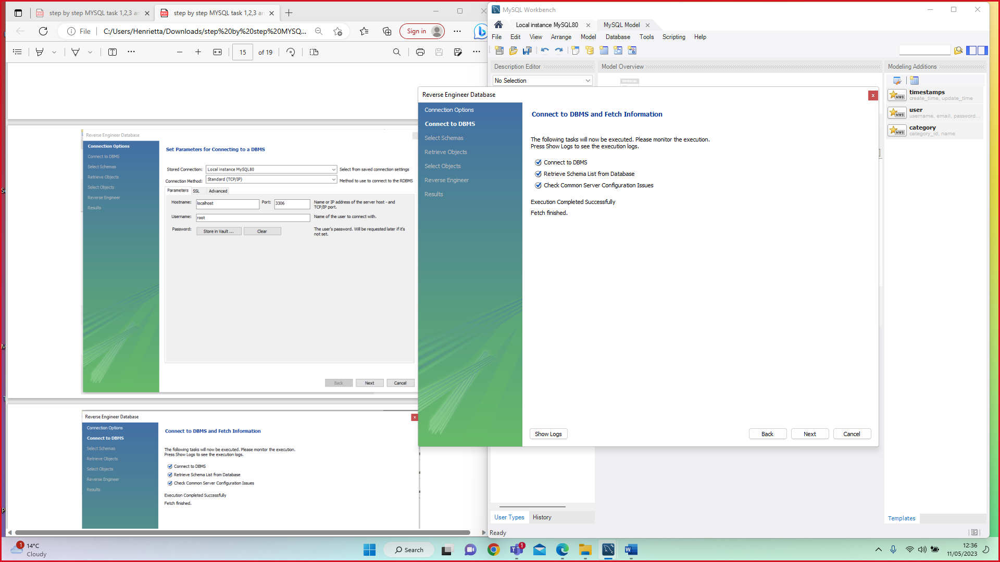 step by step MYSQL task 1,2,3 an
step by step MYSQL task 1,2,3 an
File
C:/Users/Henrietta/Downloads/step%20by%20step%20MYSQ...
Sign in
15
of 19
Reverse Engineer Database
Connection Options
Connect to DBMS
Select Schemas
Retrieve Objects
Select Objects
Reverse Engineer
Results
Set Parameters for Connecting to a DBMS
Stored Connection:
Local instance MySQL80
Select from saved connection settings
Connection Method:
Standard (TCP/IP)
Method to use to connect to the RDBMS
Parameters
SSL
Advanced
Hostname:
localhost
Port:
3306
Name or IP address of the server host - and
TCP/IP port.
Username:
root
Name of the user to connect with.
Password:
Store in Vault ...
Clear
The user's password. Will be requested later if it's
not set.
Back
Next
Cancel
Reverse Engineer Database
Connection Options
Connect to DBMS
Select Schemas
Retrieve Objects
Select Objects
Reverse Engineer
Results
Connect to DBMS and Fetch Information
The following tasks will now be executed. Please monitor the execution.
Press Show Logs to see the execution logs.
Connect to DBMS
Retrieve Schema List from Database
Check Common Server Configuration Issues
Execution Completed Successfully
Fetch finished.
MySQL Workbench
Local instance MySQL80
MySQL Model
File
Edit
View
Arrange
Model
Database
Tools
Scripting
Help
Description Editor
Model Overview
Modeling Additions
No Selection
PHYSICAL
timestamps
create_time, update_time
user
username, email, password...
category
category_id, name
Reverse Engineer Database
Connection Options
Connect to DBMS
Select Schemas
Retrieve Objects
Select Objects
Reverse Engineer
Results
Connect to DBMS and Fetch Information
The following tasks will now be executed. Please monitor the execution.
Press Show Logs to see the execution logs.
Connect to DBMS
Retrieve Schema List from Database
Check Common Server Configuration Issues
Execution Completed Successfully
Fetch finished.
Show Logs
Back
Next
Cancel
User Types
History
Templates
Ready
1
14°C
Cloudy
Search
1
12:36
11/05/2023